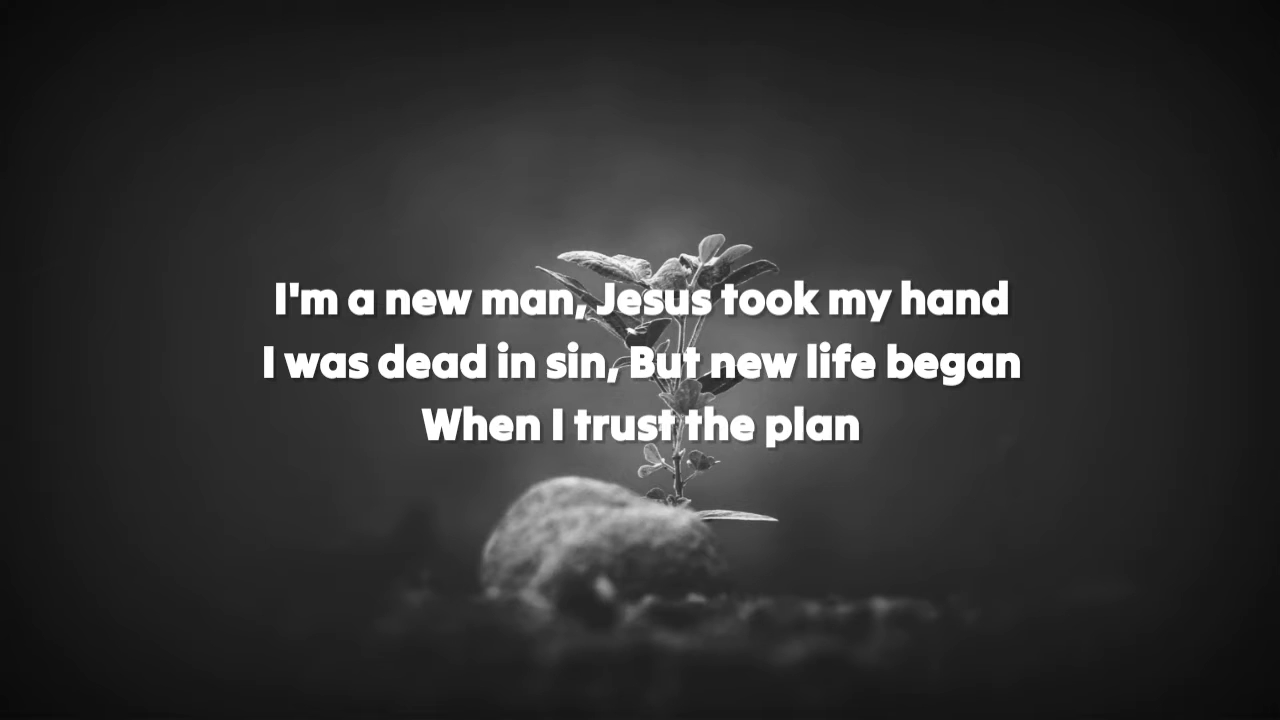 I'm a new man, Jesus took my hand
I was dead in sin, But new life began
When I trust the plan